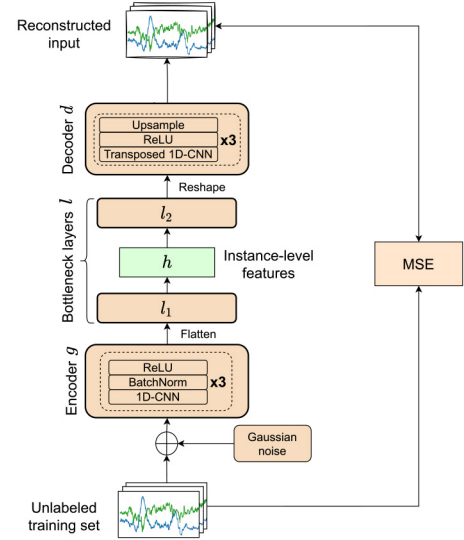 Reconstructed
input
Decoder d
Upsample
ReLU
Transposed 1D-CNN
x3
Reshape
Bottleneck layers l
l2
h
Instance-level
features
l1
MSE
Flatten
Encoder g
ReLU
BatchNorm
1D-CNN
x3
Gaussian
noise
Unlabeled
training set